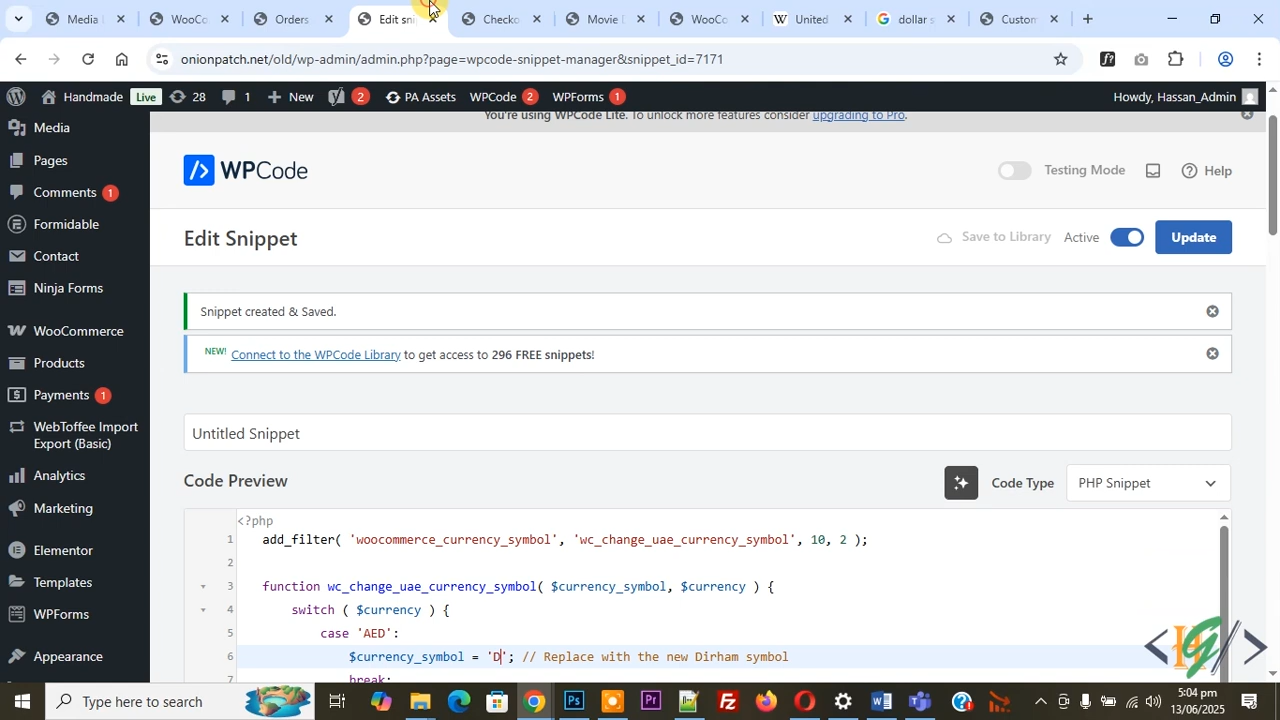 Media
WooCo
Orders
Edit snip
Checko
Movie D
WooCo
United
dollar s
Custom
onionpatch.net/old/wp-admin/admin.php?page=wpcode-snippet-manager&snippet_id=7171
Handmade Live 28 1 New 2 PA Assets WPCode 2 WPForms 1 Howdy, Hassan_Admin
You're using WPCode Lite. To unlock more features consider upgrading to Pro.
Media
Pages
Comments 1
Formidable
Contact
Ninja Forms
WooCommerce
Products
Payments 1
WebToffee Import
Export (Basic)
Analytics
Marketing
Elementor
Templates
WPForms
Appearance
WPCode
Testing Mode
Help
Edit Snippet
Save to Library Active Update
Snippet created & Saved.
NEW! Connect to the WPCode Library to get access to 296 FREE snippets!
Untitled Snippet
Code Preview
Code Type PHP Snippet
<?php
1 add_filter( 'woocommerce_currency_symbol', 'wc_change_uae_currency_symbol', 10, 2 );
2
3 function wc_change_uae_currency_symbol( $currency_symbol, $currency ) {
4 switch ( $currency ) {
5 case 'AED':
6 $currency_symbol = 'D'; // Replace with the new Dirham symbol
7 break;
HG
Type here to search
5:04 pm
13/06/2025